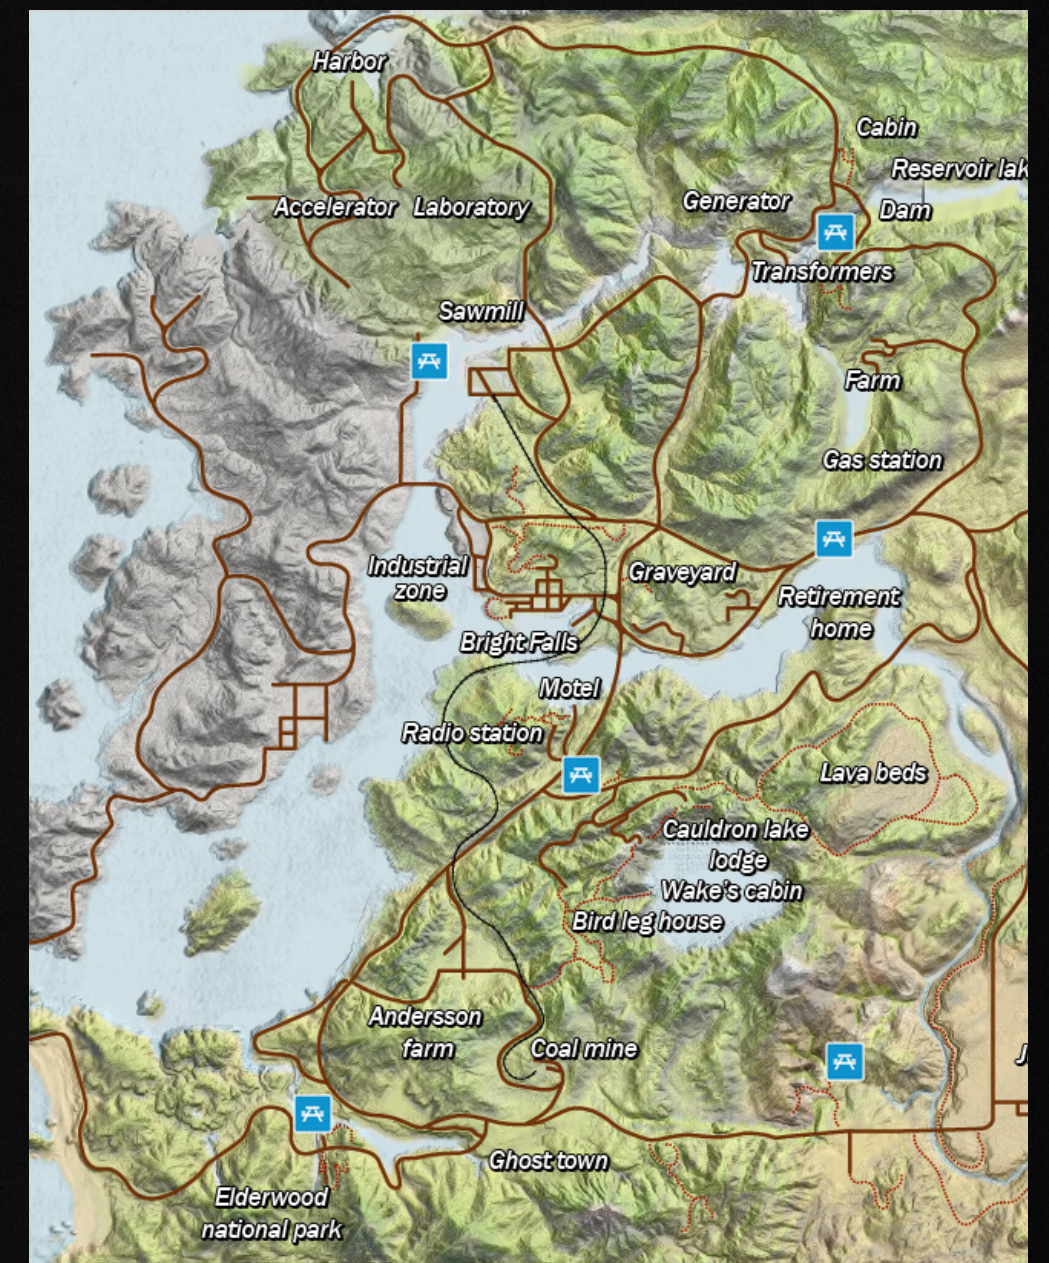 Harbor
Cabin
Reservoir lak
Accelerator
Laboratory
Generator
Dam
Transformers
Sawmill
Farm
Gas station
Industrial
zone
Graveyard
Retirement
home
Bright Falls
Motel
Radio station
Lava beds
Cauldron lake
lodge
Wake's cabin
Bird leg house
Andersson
farm
Coal mine
J
Ghost town
Elderwood
national park